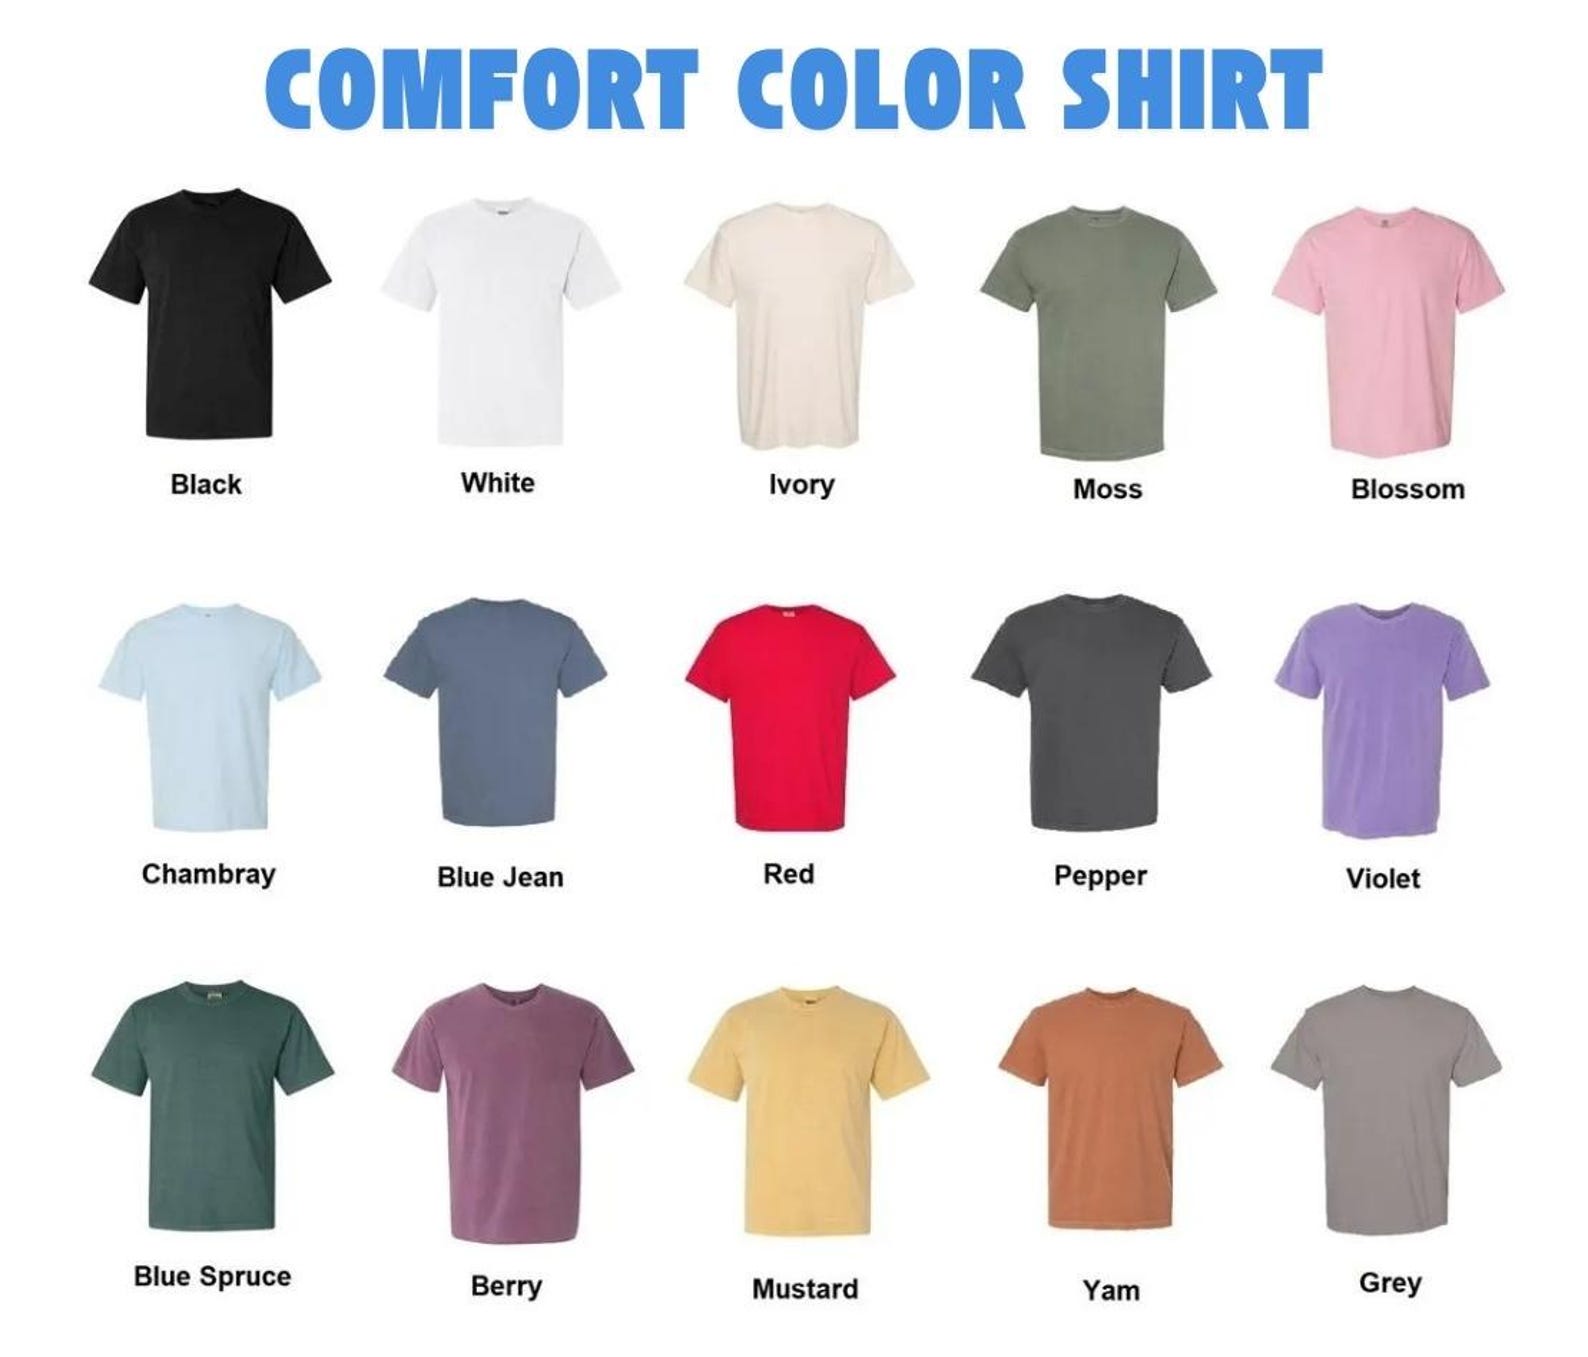 COMFORT COLOR SHIRT
Black
White
Ivory
Moss
Blossom
Chambray
Blue Jean
Red
Pepper
Violet
Blue Spruce
Berry
Mustard
Yam
Grey